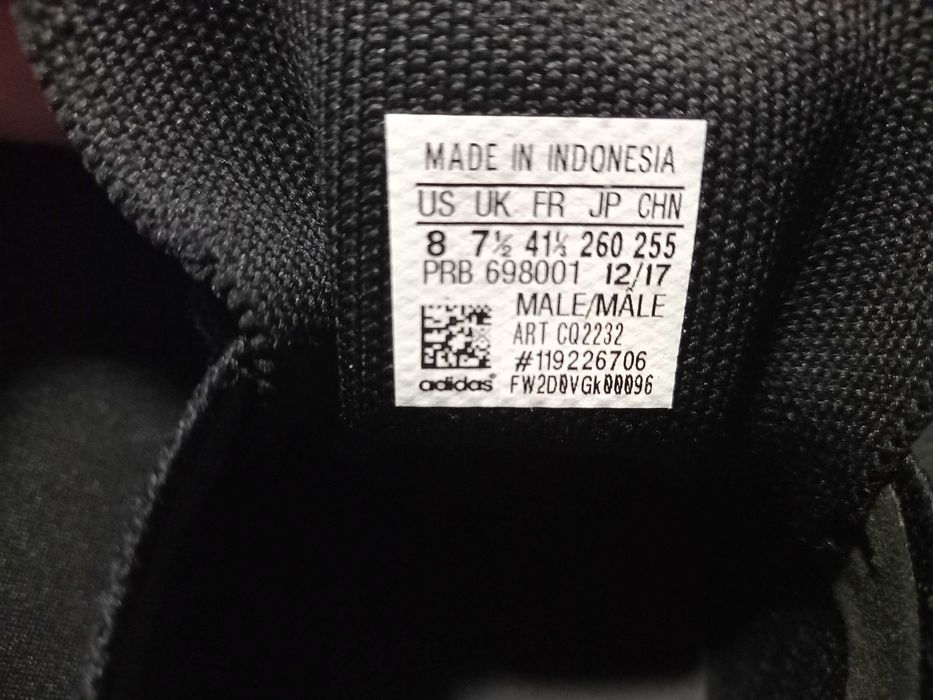 MADE IN INDONESIA
US UK FR JP CHN
8 7½ 41⅓ 260 255
PRB 698001 12/17
MALE/MÂLE
ART CQ2232
#119226706
adidas® FW2D0VGk00096